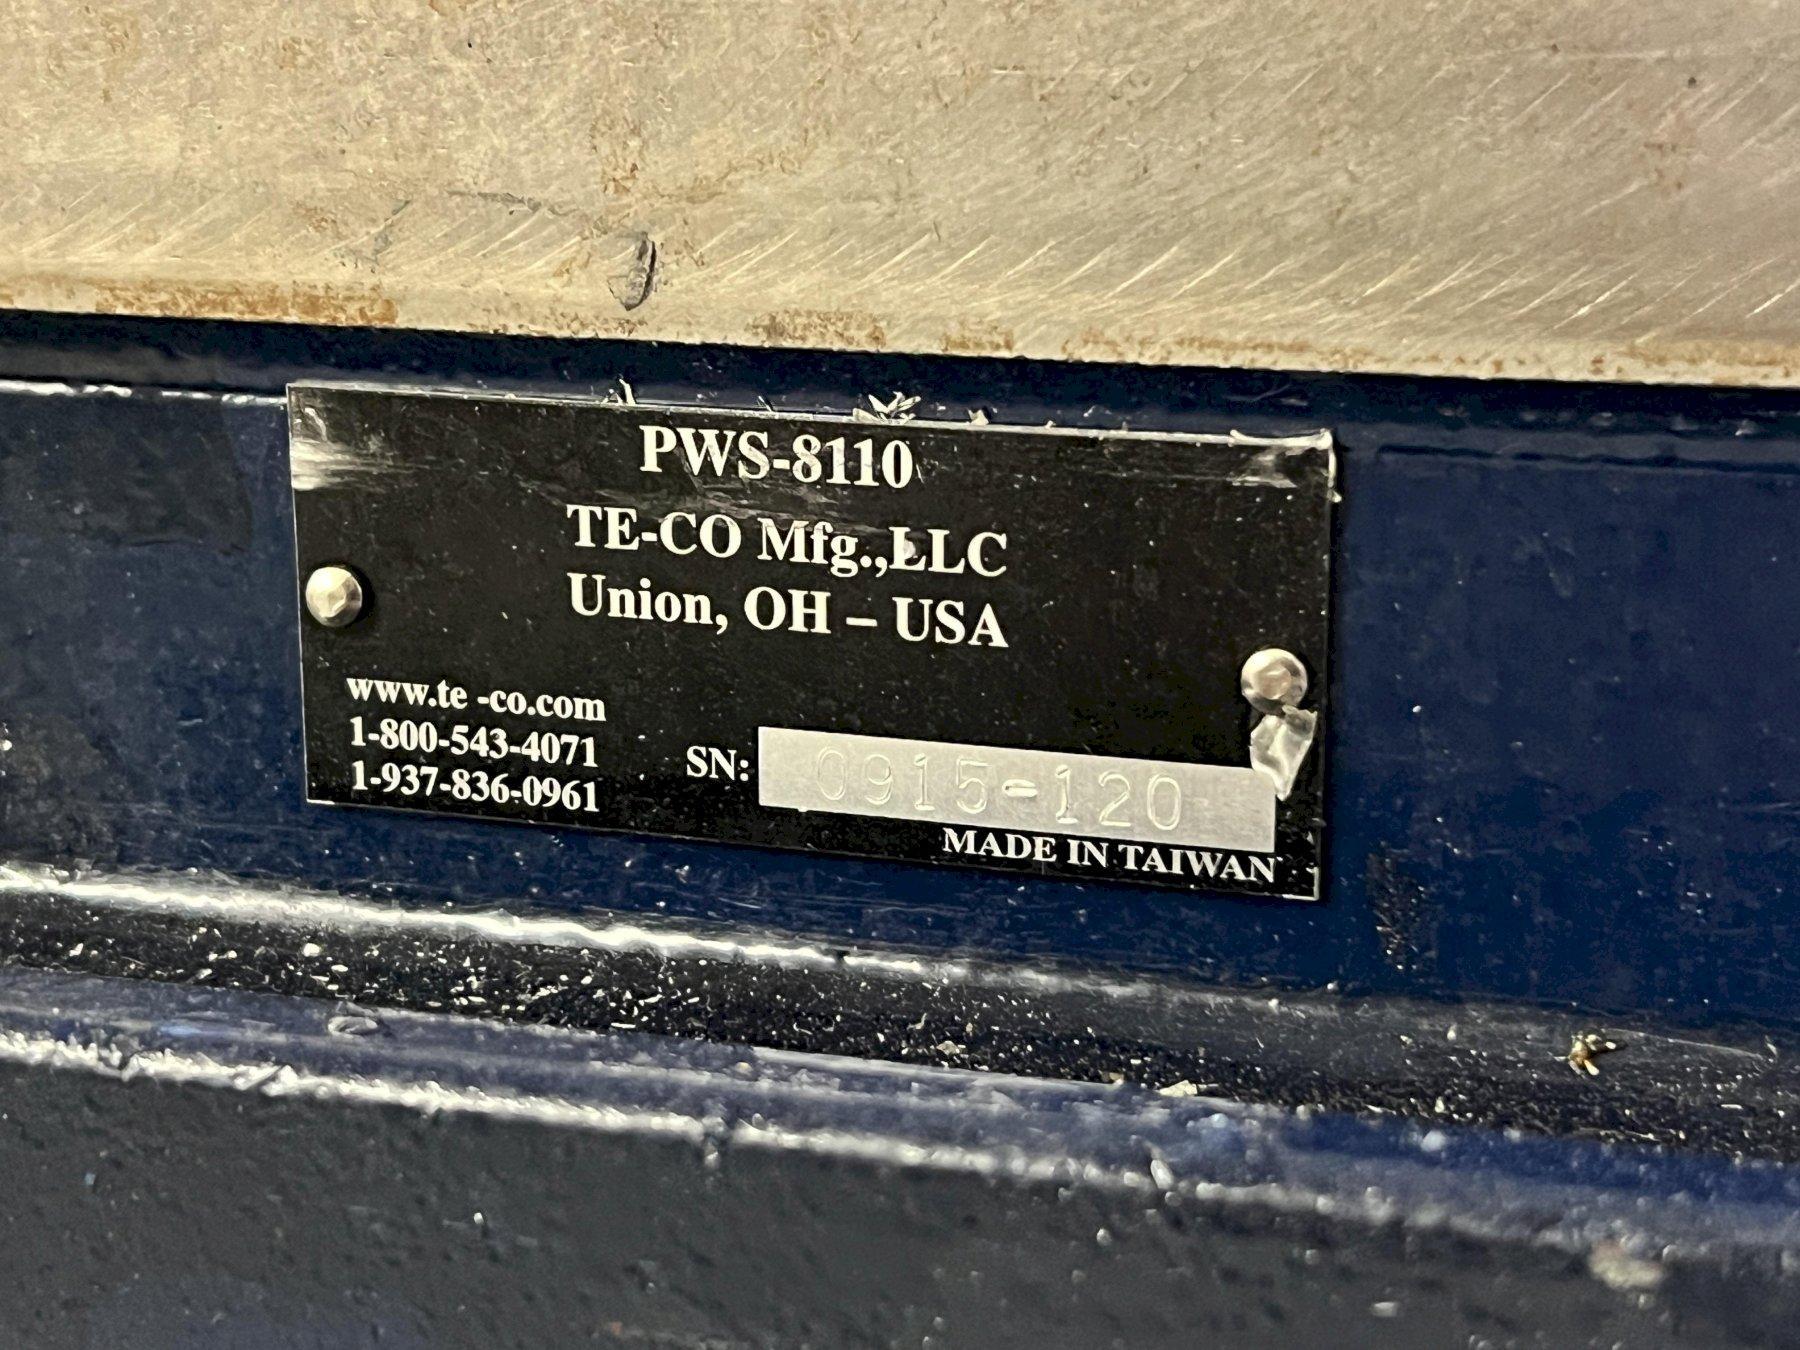 PWS-8110
TE-CO Mfg.,LLC
Union, OH – USA
www.te -co.com
1-800-543-4071
1-937-836-0961
SN: 0915-120
MADE IN TAIWAN